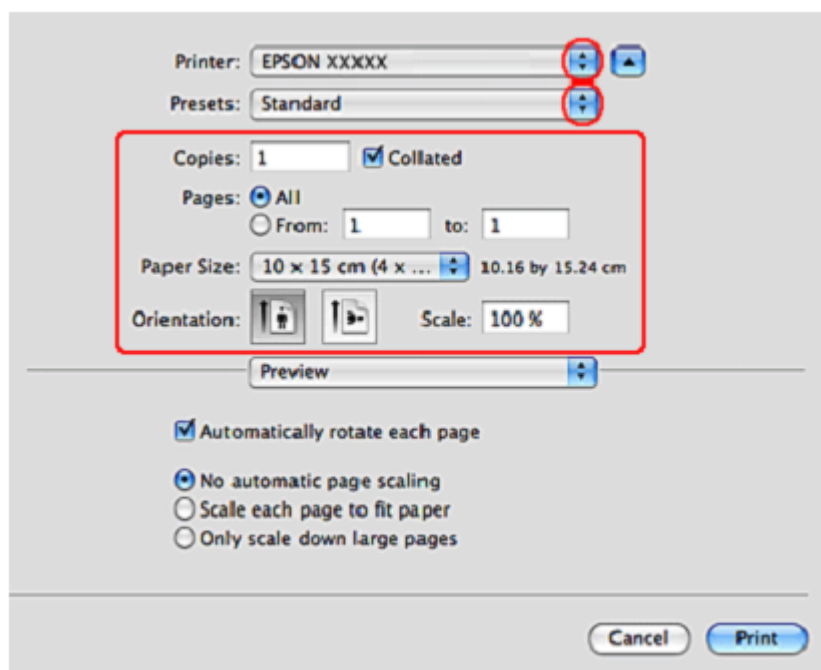 Printer: EPSON XXXXX
Presets: Standard
Copies: 1 Collated
Pages: All
From: 1 to: 1
Paper Size: 10 x 15 cm (4 x ... 10.16 by 15.24 cm
Orientation: Scale: 100 %
Preview
Automatically rotate each page
No automatic page scaling
Scale each page to fit paper
Only scale down large pages
Cancel Print